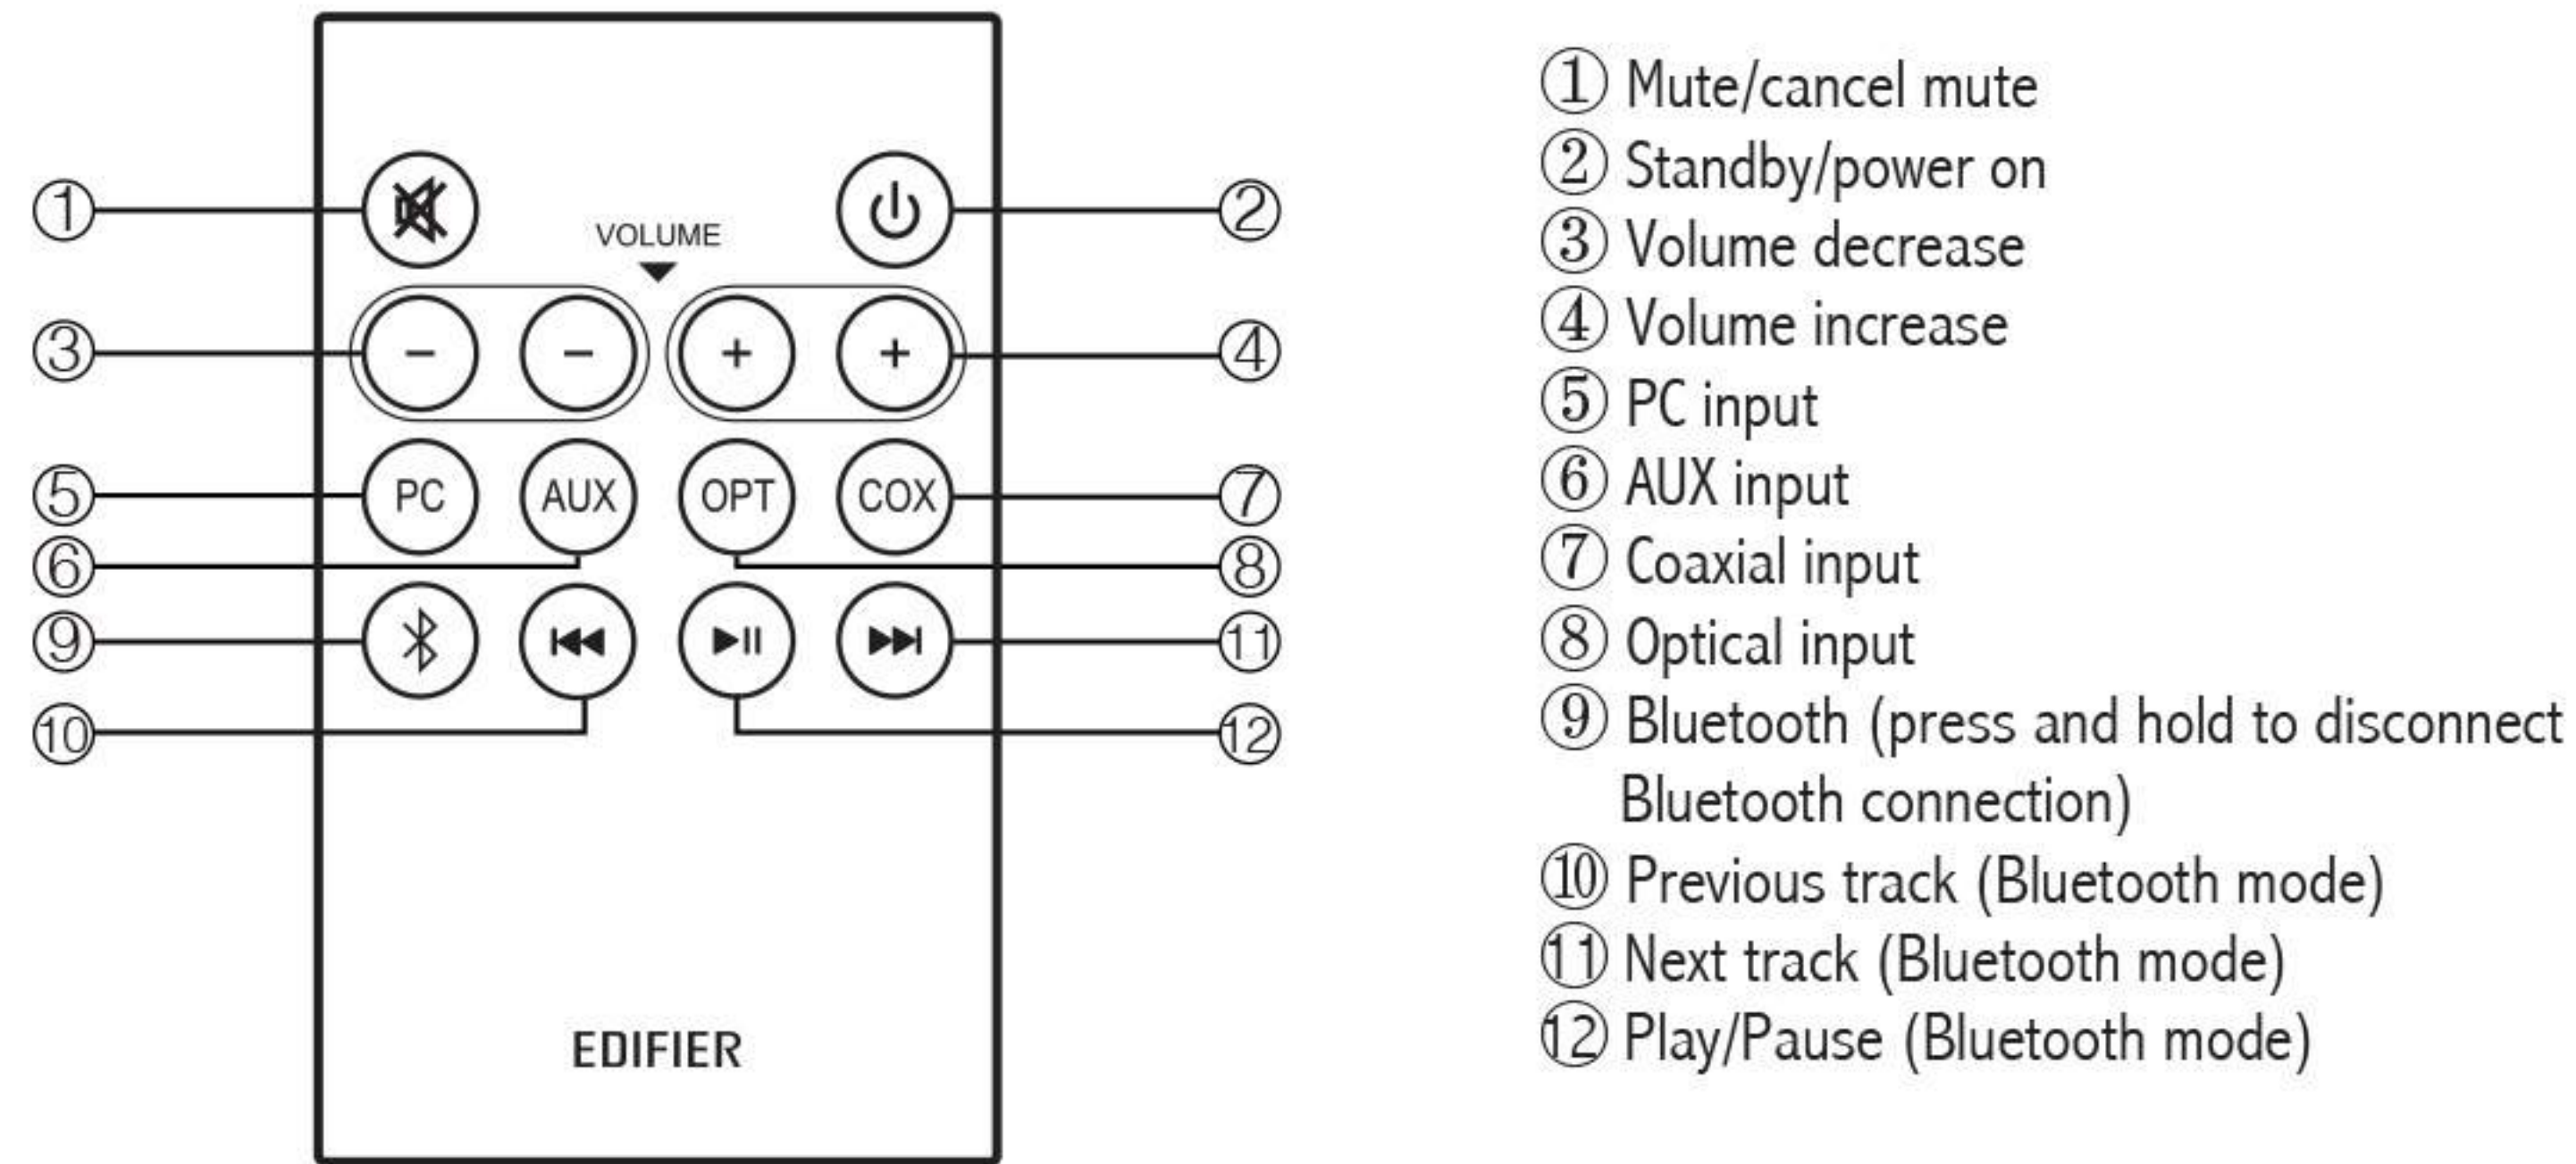 ① ②
VOLUME
③ − − + + ④
⑤ PC AUX OPT COX ⑦
⑥ ⑧
⑨ ⑪
⑩ ⑫
EDIFIER
① Mute/cancel mute
② Standby/power on
③ Volume decrease
④ Volume increase
⑤ PC input
⑥ AUX input
⑦ Coaxial input
⑧ Optical input
⑨ Bluetooth (press and hold to disconnect
Bluetooth connection)
⑩ Previous track (Bluetooth mode)
⑪ Next track (Bluetooth mode)
⑫ Play/Pause (Bluetooth mode)